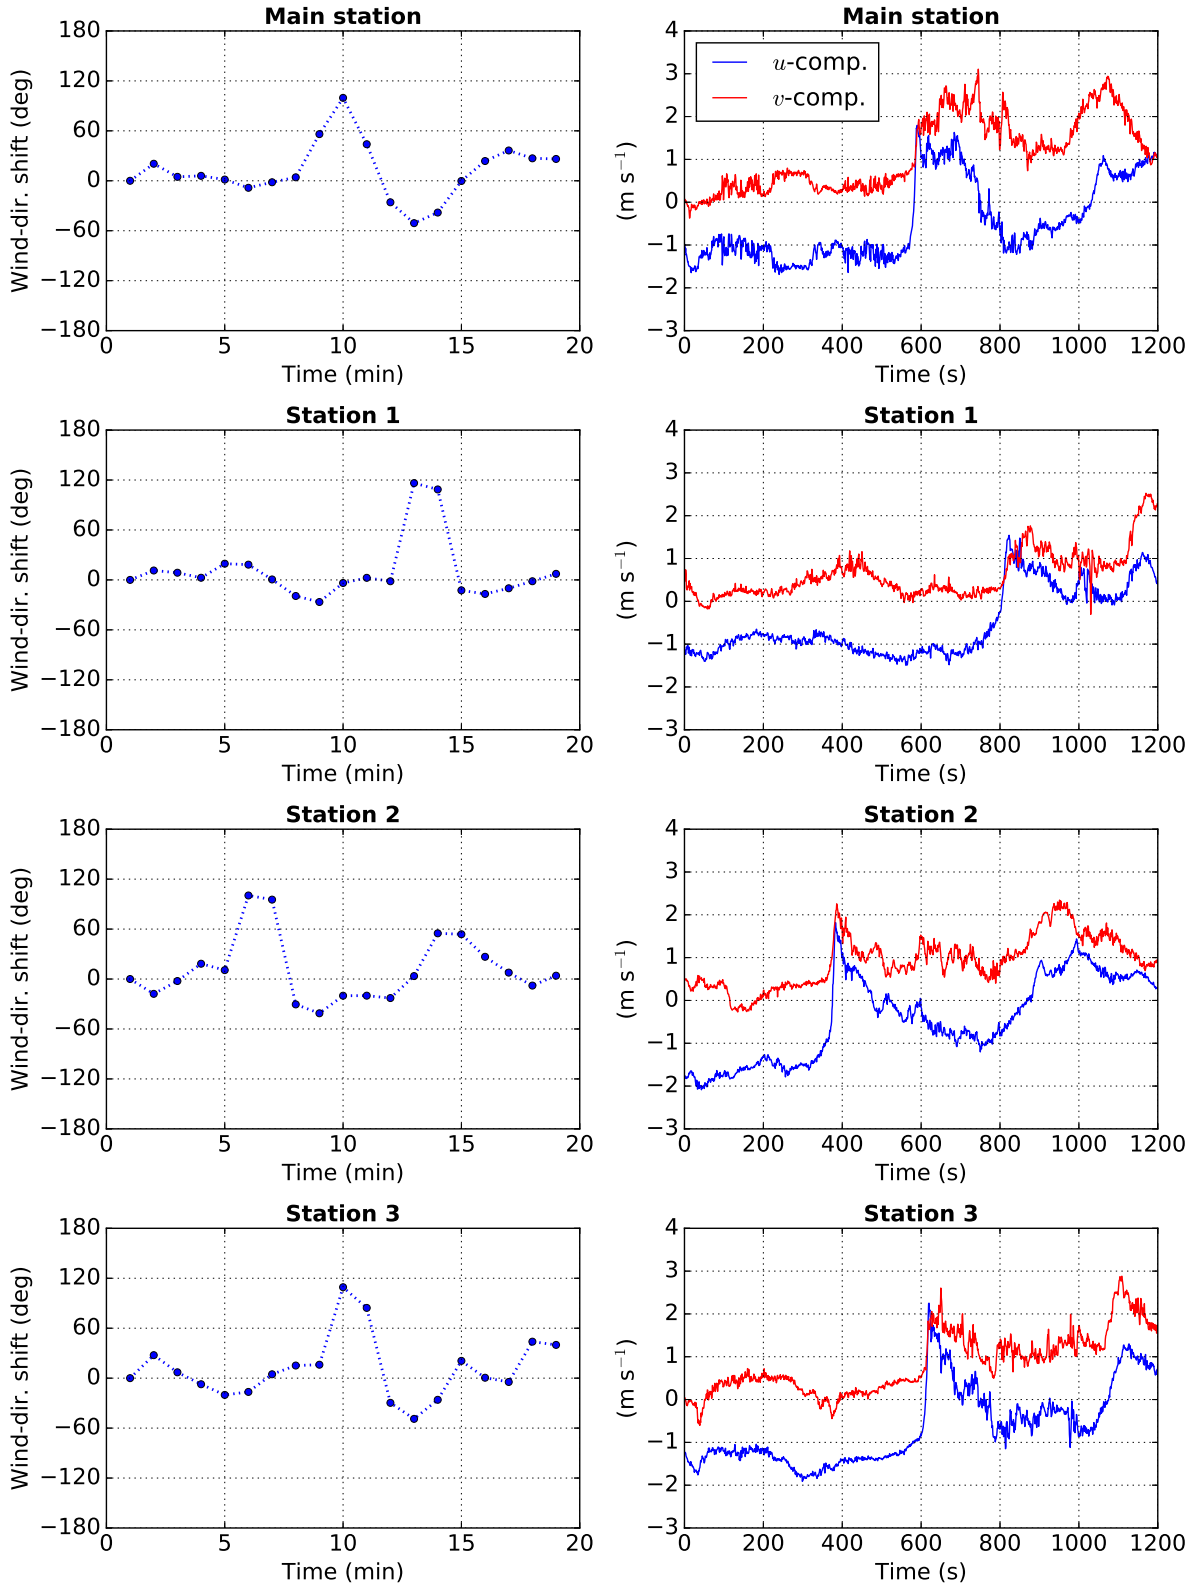 Main station
Wind-dir. shift (deg)
180
120
60
0
−60
−120
−180
0 5 10 15 20
Time (min)
Main station
u-comp.
v-comp.
(m s⁻¹)
4
3
2
1
0
−1
−2
−3
0 200 400 600 800 1000 1200
Time (s)
Station 1
Wind-dir. shift (deg)
180
120
60
0
−60
−120
−180
0 5 10 15 20
Time (min)
Station 1
(m s⁻¹)
4
3
2
1
0
−1
−2
−3
0 200 400 600 800 1000 1200
Time (s)
Station 2
Wind-dir. shift (deg)
180
120
60
0
−60
−120
−180
0 5 10 15 20
Time (min)
Station 2
(m s⁻¹)
4
3
2
1
0
−1
−2
−3
0 200 400 600 800 1000 1200
Time (s)
Station 3
Wind-dir. shift (deg)
180
120
60
0
−60
−120
−180
0 5 10 15 20
Time (min)
Station 3
(m s⁻¹)
4
3
2
1
0
−1
−2
−3
0 200 400 600 800 1000 1200
Time (s)